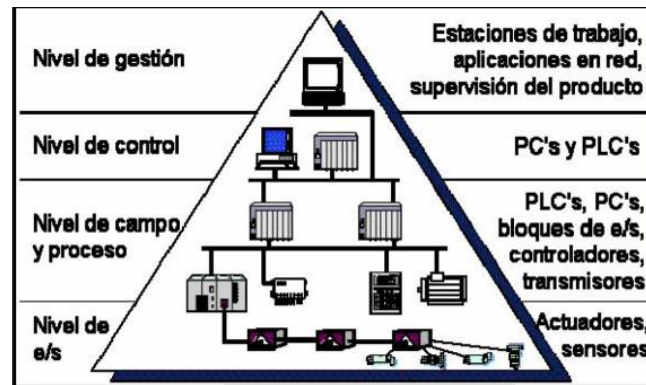 Nivel de gestión
Estaciones de trabajo,
aplicaciones en red,
supervisión del producto
Nivel de control
PC's y PLC's
Nivel de campo
y proceso
PLC's, PC's,
bloques de e/s,
controladores,
transmisores
Nivel de
e/s
Actuadores,
sensores